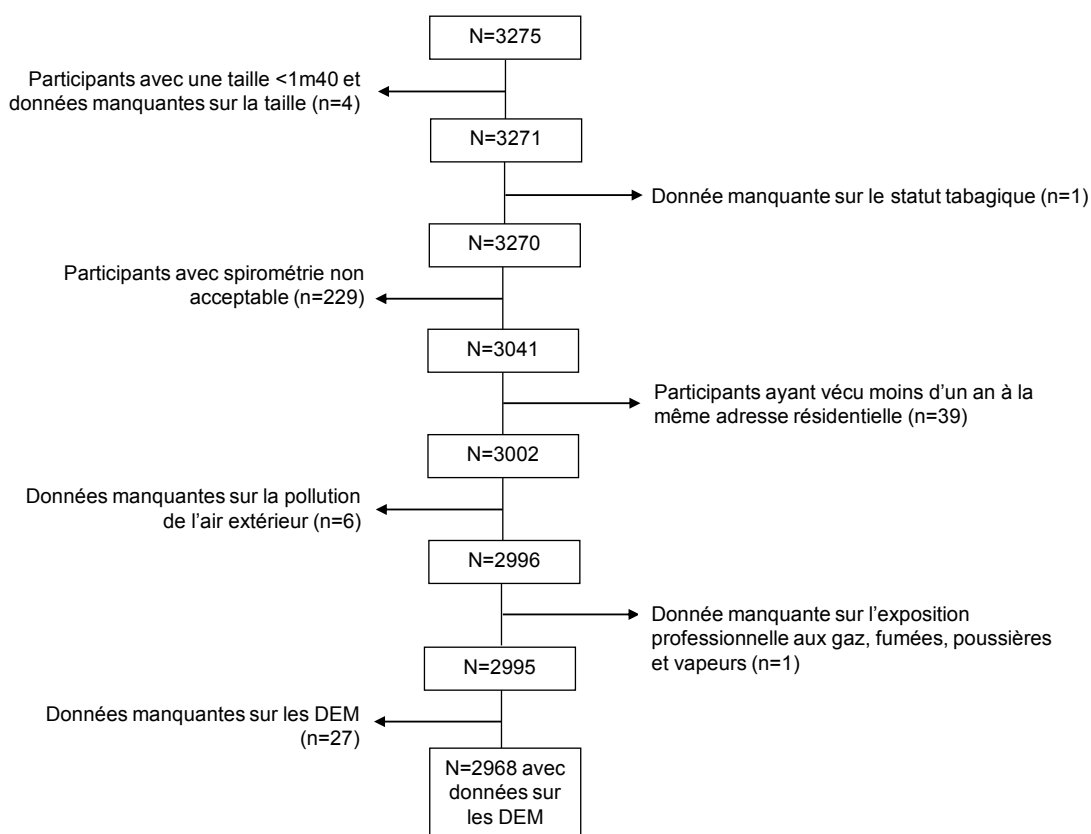 N=3275
Participants avec une taille <1m40 et
données manquantes sur la taille (n=4)
N=3271
Donnée manquante sur le statut tabagique (n=1)
N=3270
Participants avec spirométrie non
acceptable (n=229)
N=3041
Participants ayant vécu moins d’un an à la
même adresse résidentielle (n=39)
N=3002
Données manquantes sur la pollution
de l’air extérieur (n=6)
N=2996
Donnée manquante sur l’exposition
professionnelle aux gaz, fumées, poussières
et vapeurs (n=1)
N=2995
Données manquantes sur les DEM
(n=27)
N=2968 avec
données sur
les DEM